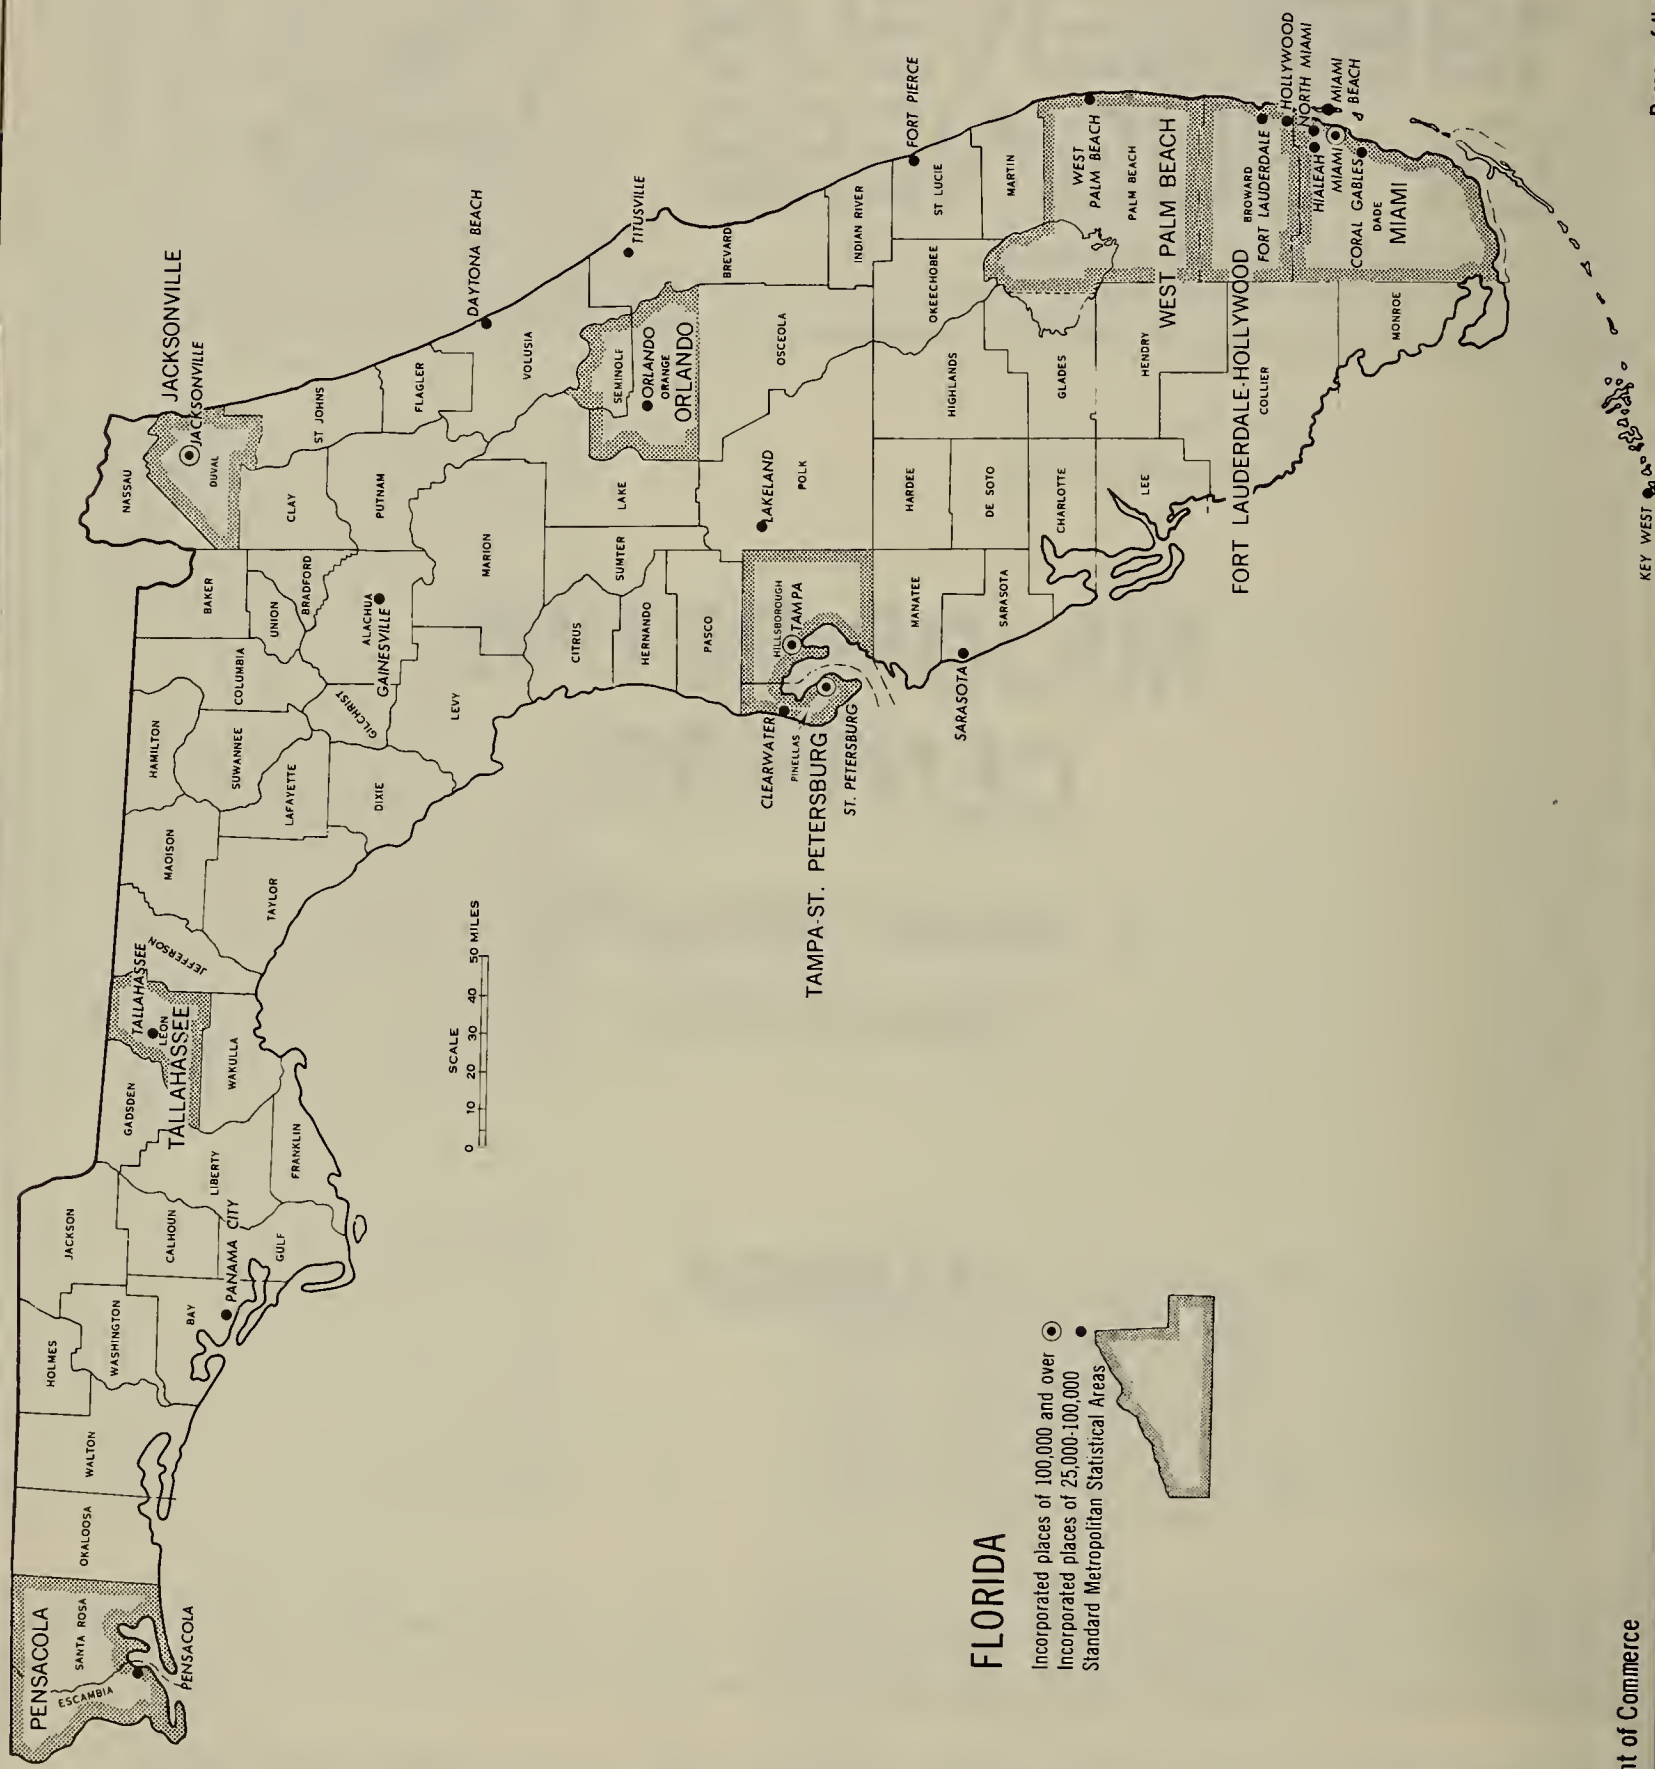 PENSACOLA
SANTA ROSA
ESCAMBIA
PENSACOLA
OKALOOSA
WALTON
HOLMES
WASHINGTON
BAY
PANAMA CITY
JACKSON
CALHOUN
GULF
LIBERTY
FRANKLIN
GADSDEN
TALLAHASSEE
LEON
TALLAHASSEE
WAKULLA
JEFFERSON
MAOISON
TAYLOR
HAMILTON
SUWANNEE
LAFAYETTE
DIXIE
COLUMBIA
GILCHRIST
LEVY
BAKER
UNION
BRADFORD
ALACHUA
GAINESVILLE
NASSAU
JACKSONVILLE
JACKSONVILLE
DUVAL
CLAY
ST JOHNS
PUTNAM
FLAGLER
MARION
VOLUSIA
DAYTONA BEACH
CITRUS
SUMTER
LAKE
HERNANDO
PASCO
SEMINOLE
ORLANDO
ORANGE
ORLANDO
TITUSVILLE
BREVARD
OSCEOLA
POLK
LAKELAND
HILLSBOROUGH
TAMPA
CLEARWATER
PINELLAS
TAMPA-ST. PETERSBURG
ST. PETERSBURG
INDIAN RIVER
FORT PIERCE
ST LUCIE
OKEECHOBEE
HIGHLANDS
HARDEE
MANATEE
SARASOTA
SARASOTA
DE SOTO
MARTIN
GLADES
CHARLOTTE
WEST
PALM BEACH
PALM BEACH
WEST PALM BEACH
HENDRY
LEE
BROWARD
FORT LAUDERDALE
FORT LAUDERDALE-HOLLYWOOD
COLLIER
HOLLYWOOD
NORTH MIAMI
HIALEAH
MIAMI
MIAMI
BEACH
CORAL GABLES
DADE
MIAMI
MONROE
KEY WEST
SCALE
0 10 20 30 40 50 MILES
FLORIDA
Incorporated places of 100,000 and over
Incorporated places of 25,000-100,000
Standard Metropolitan Statistical Areas
nt of Commerce